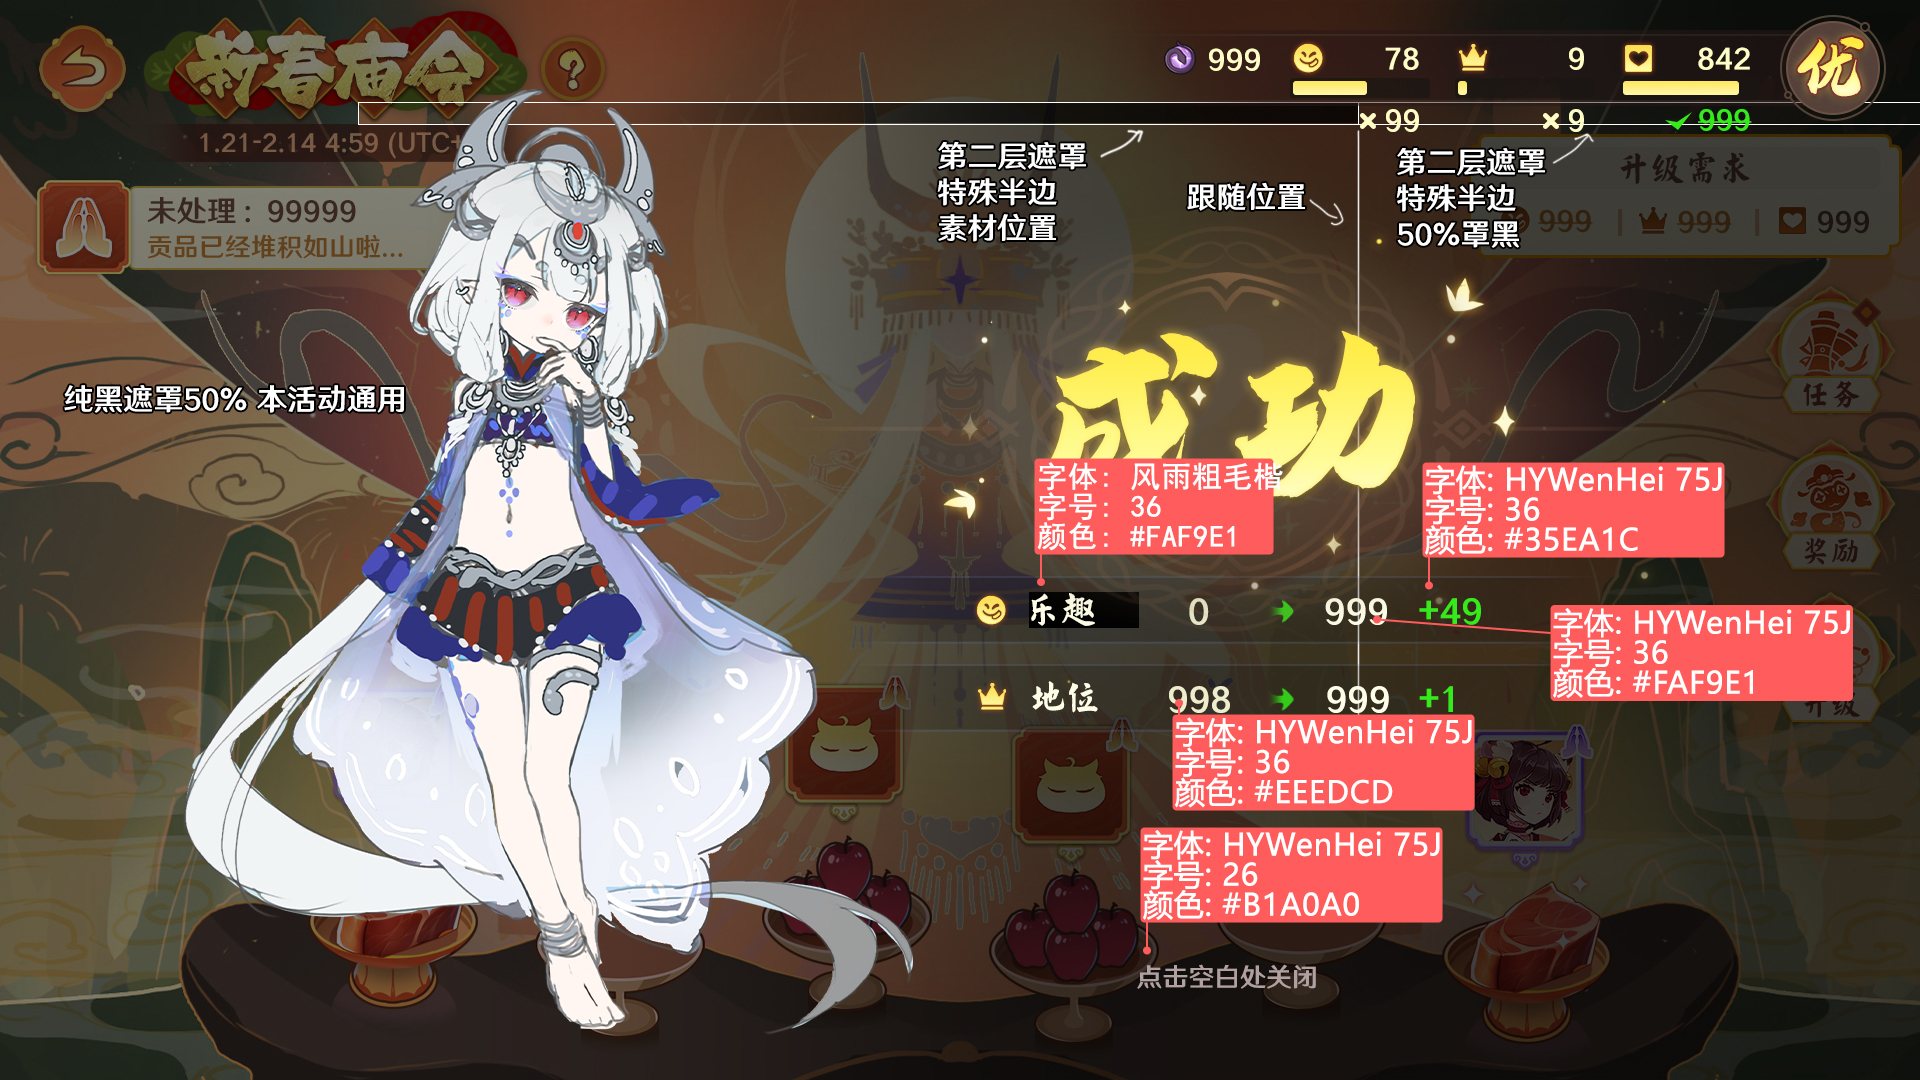 新春庙会
?
999
78
9
842
优
×99
×9
999
1.21-2.14 4:59 (UTC+
第二层遮罩
特殊半边
素材位置
跟随位置
第二层遮罩
特殊半边
50%罩黑
升级需求
999
999
999
未处理：99999
贡品已经堆积如山啦...
纯黑遮罩50% 本活动通用
任务
成功
字体：风雨粗毛楷
字号：36
颜色：#FAF9E1
字体: HYWenHei 75J
字号: 36
颜色: #35EA1C
奖励
乐趣
0
999
+49
字体: HYWenHei 75J
字号: 36
颜色: #FAF9E1
升级
地位
998
999
+1
字体: HYWenHei 75J
字号: 36
颜色: #EEEDCD
字体: HYWenHei 75J
字号: 26
颜色: #B1A0A0
点击空白处关闭